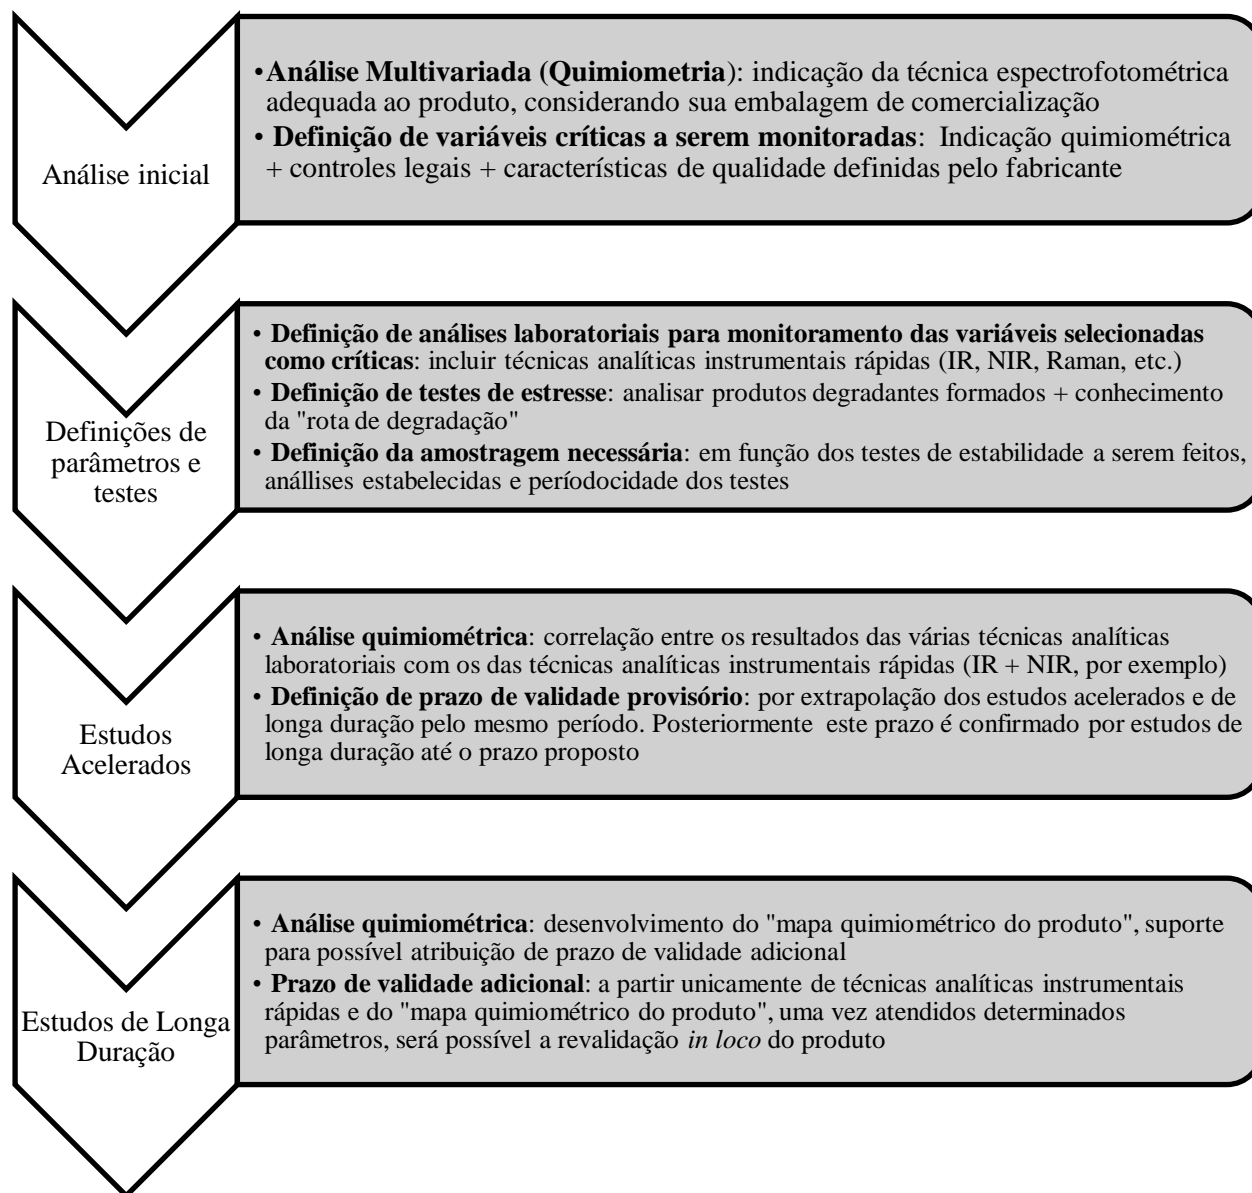 Análise inicial
•Análise Multivariada (Quimiometria): indicação da técnica espectrofotométrica
adequada ao produto, considerando sua embalagem de comercialização
• Definição de variáveis críticas a serem monitoradas: Indicação quimiométrica
+ controles legais + características de qualidade definidas pelo fabricante
Definições de
parâmetros e
testes
• Definição de análises laboratoriais para monitoramento das variáveis selecionadas
como críticas: incluir técnicas analíticas instrumentais rápidas (IR, NIR, Raman, etc.)
• Definição de testes de estresse: analisar produtos degradantes formados + conhecimento
da "rota de degradação"
• Definição da amostragem necessária: em função dos testes de estabilidade a serem feitos,
anállises estabelecidas e períodocidade dos testes
Estudos
Acelerados
• Análise quimiométrica: correlação entre os resultados das várias técnicas analíticas
laboratoriais com os das técnicas analíticas instrumentais rápidas (IR + NIR, por exemplo)
• Definição de prazo de validade provisório: por extrapolação dos estudos acelerados e de
longa duração pelo mesmo período. Posteriormente este prazo é confirmado por estudos de
longa duração até o prazo proposto
Estudos de Longa
Duração
• Análise quimiométrica: desenvolvimento do "mapa quimiométrico do produto", suporte
para possível atribuição de prazo de validade adicional
• Prazo de validade adicional: a partir unicamente de técnicas analíticas instrumentais
rápidas e do "mapa quimiométrico do produto", uma vez atendidos determinados
parâmetros, será possível a revalidação in loco do produto